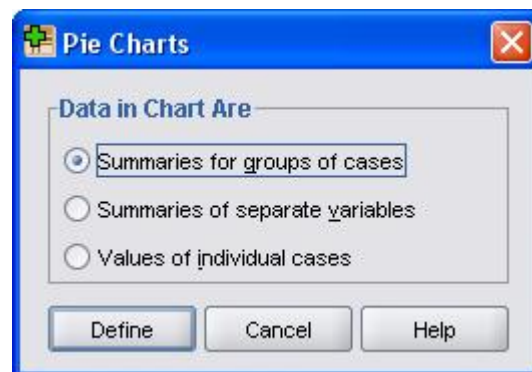 Pie Charts
Data in Chart Are
Summaries for groups of cases
Summaries of separate variables
Values of individual cases
Define Cancel Help